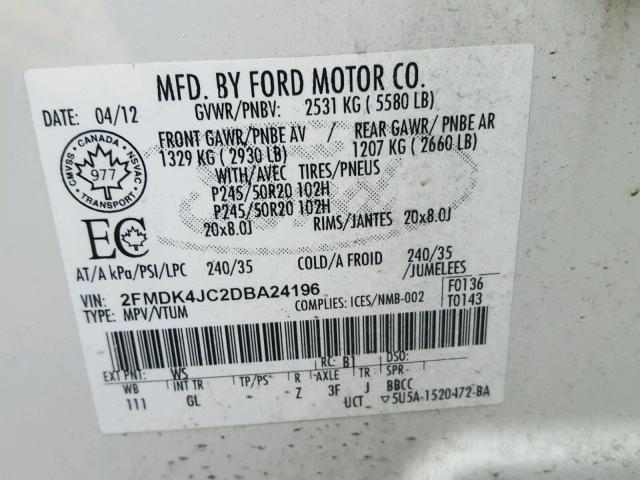 MFD. BY FORD MOTOR CO.
DATE: 04/12 GVWR/PNBV: 2531 KG ( 5580 LB)
FRONT GAWR/PNBE AV / REAR GAWR/ PNBE AR
1329 KG ( 2930 LB) 1207 KG ( 2660 LB)
WITH/AVEC TIRES/PNEUS
P245/50R20 102H
P245/50R20 102H
20x8.0J RIMS/JANTES 20x8.0J
CANADA
CMVSS NSVAC
977
TRANSPORT
EC
AT/A kPa/PSI/LPC 240/35 COLD/A FROID 240/35
/JUMELEES
VIN: 2FMDK4JC2DBA24196
TYPE: MPV/VTUM COMPLIES: ICES/NMB-002
F0136
T0143
EXT PNT: WS RC: B1 DSO:
WB INT TR TP/PS R AXLE TR SPR
111 GL Z 3F J BBCC
UCT ▽5U5A-1520472-BA